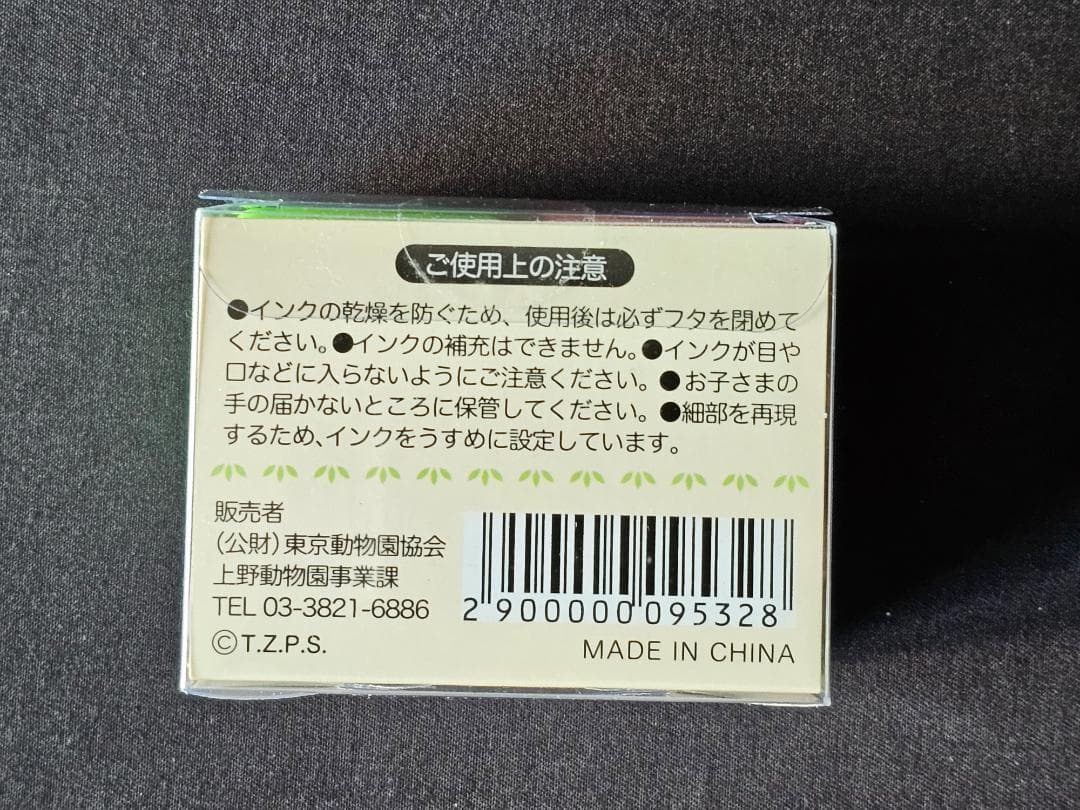 ご使用上の注意
●インクの乾燥を防ぐため、使用後は必ずフタを閉めて
ください。●インクの補充はできません。●インクが目や
口などに入らないようにご注意ください。●お子さまの
手の届かないところに保管してください。●細部を再現
するため、インクをうすめに設定しています。
販売者
(公財)東京動物園協会
上野動物園事業課
TEL 03-3821-6886
©T.Z.P.S.
2900000095328
MADE IN CHINA